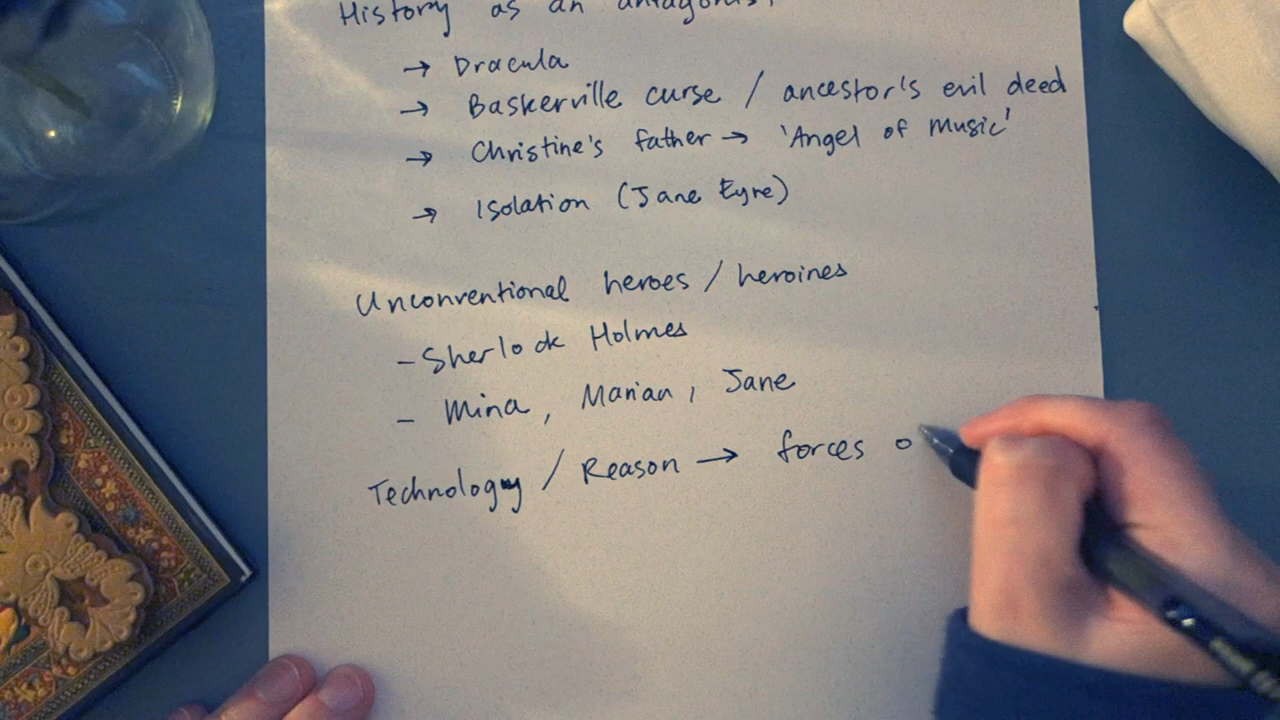 History as an antagonist
→ Dracula
→ Baskerville curse / ancestor's evil deed
→ Christine's father → 'Angel of Music'
→ Isolation (Jane Eyre)
Unconventional heroes / heroines
- Sherlock Holmes
- Mina, Marian, Jane
Technology / Reason → forces o